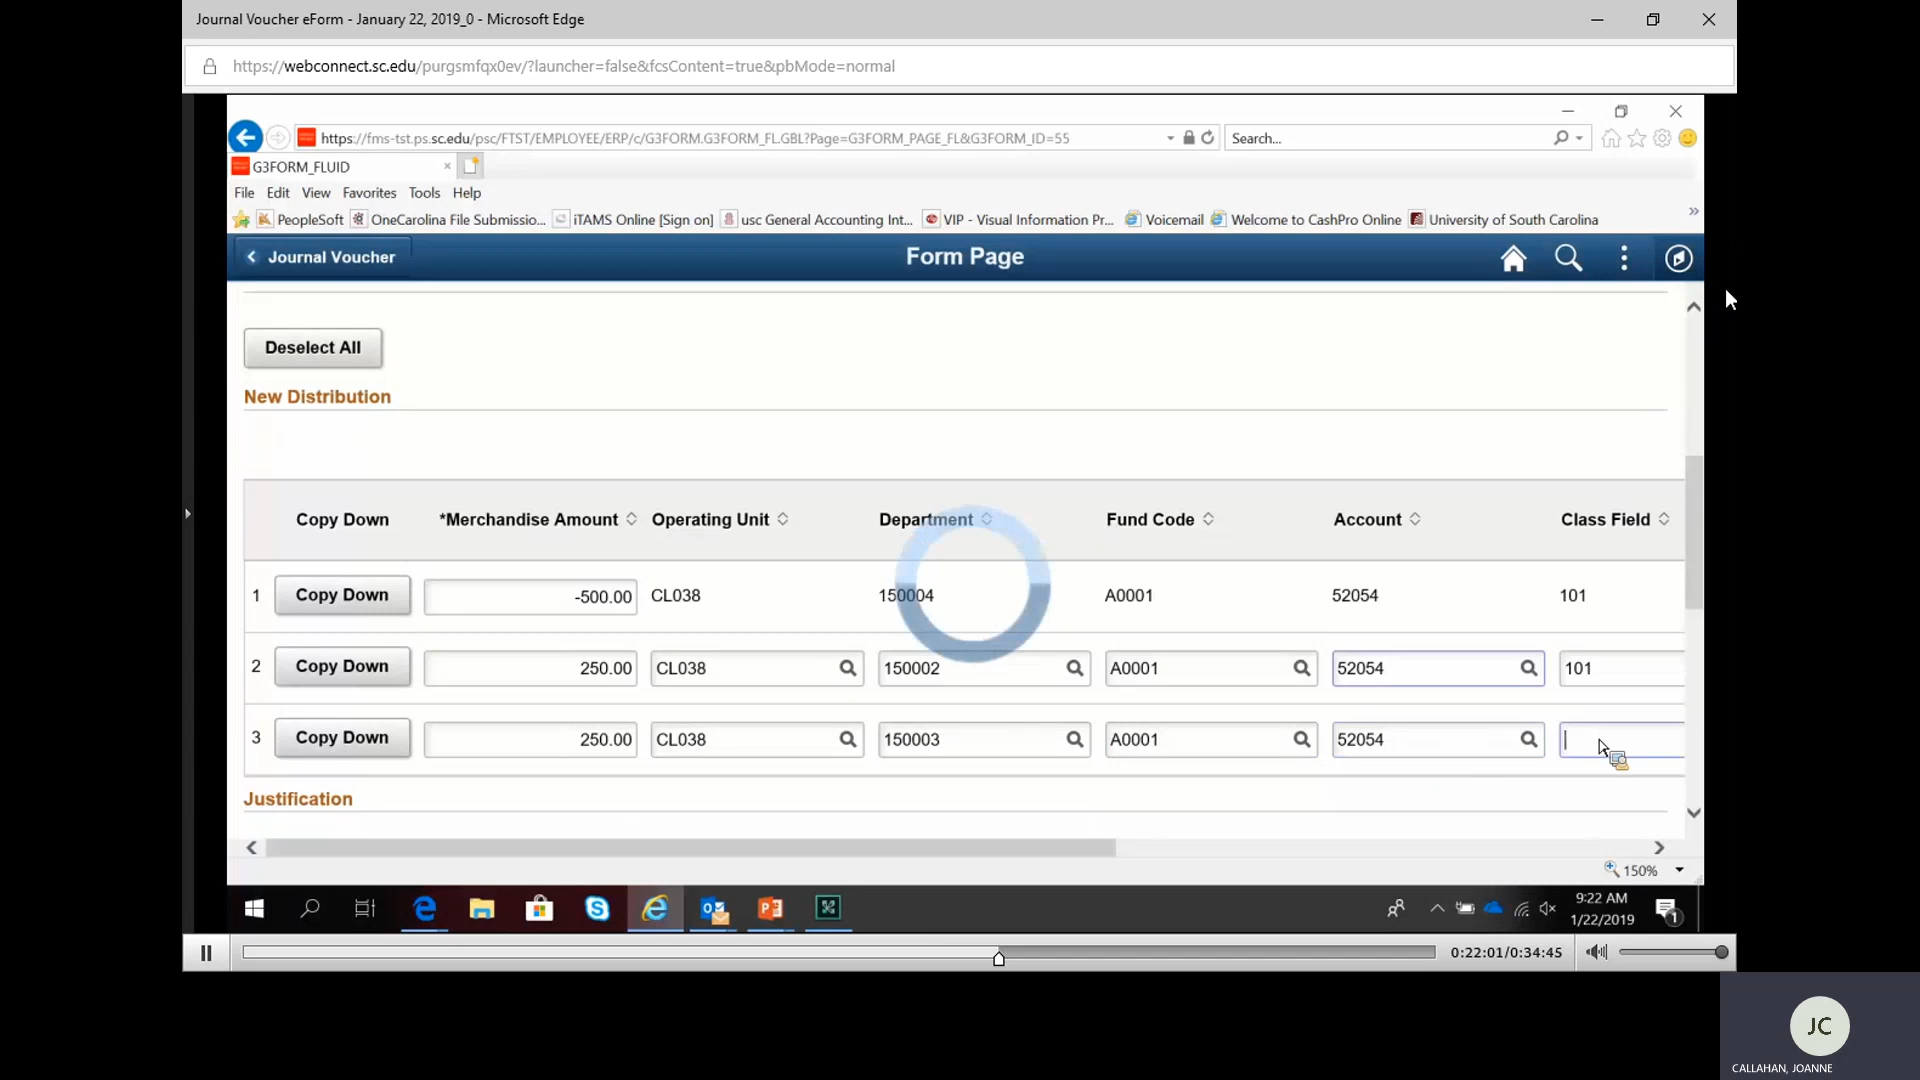 Journal Voucher eForm - January 22, 2019_0 - Microsoft Edge
https://webconnect.sc.edu/purgsmfqx0ev/?launcher=false&fcsContent=true&pbMode=normal
https://fms-tst.ps.sc.edu/psc/FTST/EMPLOYEE/ERP/c/G3FORM.G3FORM_FL.GBL?Page=G3FORM_PAGE_FL&G3FORM_ID=55 Search...
G3FORM_FLUID
File Edit View Favorites Tools Help
PeopleSoft OneCarolina File Submissio... iTAMS Online [Sign on] usc General Accounting Int... VIP - Visual Information Pr... Voicemail Welcome to CashPro Online University of South Carolina
Journal Voucher Form Page
Deselect All
New Distribution
Copy Down *Merchandise Amount Operating Unit Department Fund Code Account Class Field
1 Copy Down -500.00 CL038 150004 A0001 52054 101
2 Copy Down 250.00 CL038 150002 A0001 52054 101
3 Copy Down 250.00 CL038 150003 A0001 52054
Justification
150%
9:22 AM
1/22/2019
1
0:22:01/0:34:45
JC
CALLAHAN, JOANNE